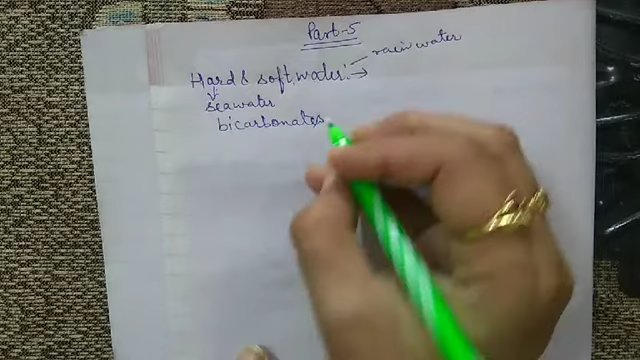 Part-5
rain water
Hard & soft water:- →
seawater
bicarbonates